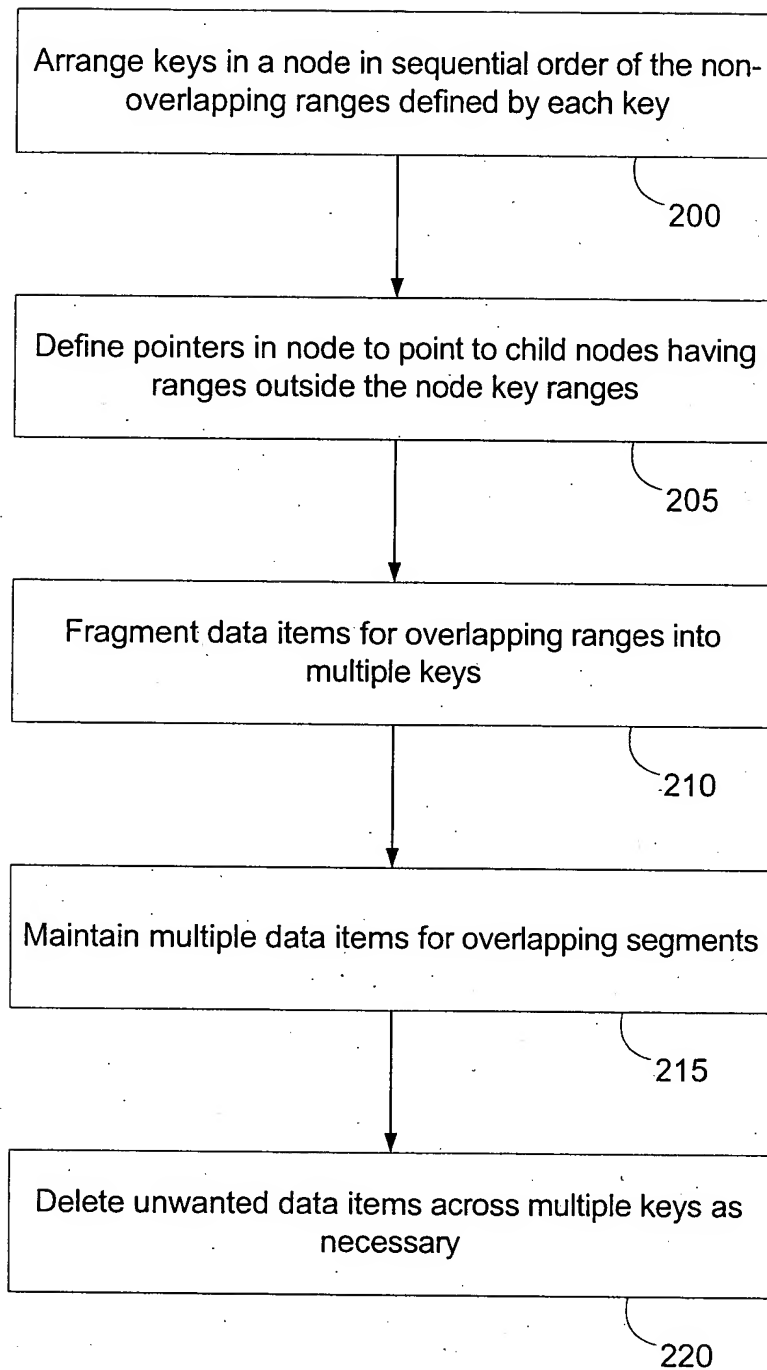 Arrange keys in a node in sequential order of the non-
overlapping ranges defined by each key
200
Define pointers in node to point to child nodes having
ranges outside the node key ranges
205
Fragment data items for overlapping ranges into
multiple keys
210
Maintain multiple data items for overlapping segments
215
Delete unwanted data items across multiple keys as
necessary
220